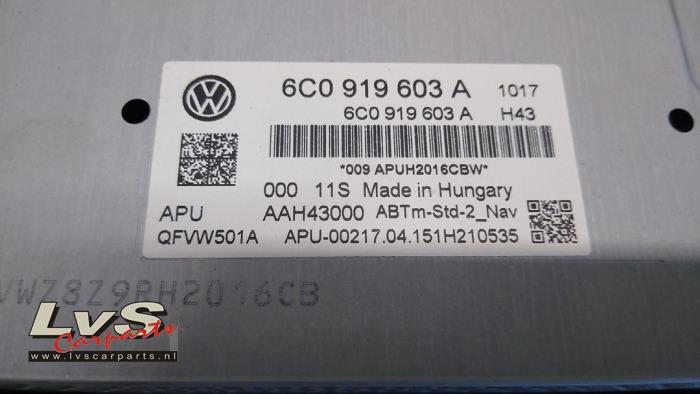 6C0 919 603 A 1017
6C0 919 603 A H43
*009 APUH2016CBW*
000 11S Made in Hungary
APU AAH43000 ABTm-Std-2_Nav
QFVW501A APU-00217.04.151H210535
VWZ8Z9BH2016CB
LvS
Carparts
www.lvscarparts.nl